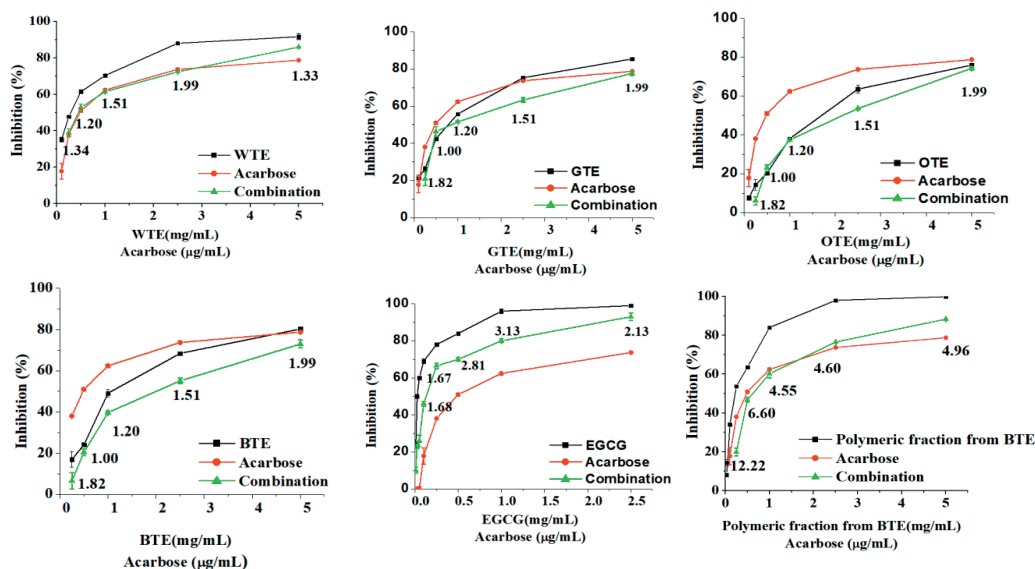 Inhibition (%)
100
80
60
40
20
0
1.34
1.20
1.51
1.99
1.33
WTE
Acarbose
Combination
0 1 2 3 4 5
WTE(mg/mL)
Acarbose (μg/mL)
Inhibition (%)
100
80
60
40
20
0
1.82
1.00
1.20
1.51
1.99
GTE
Acarbose
Combination
0 1 2 3 4 5
GTE(mg/mL)
Acarbose (μg/mL)
Inhibition (%)
100
80
60
40
20
0
1.82
1.00
1.20
1.51
1.99
OTE
Acarbose
Combination
0 1 2 3 4 5
OTE(mg/mL)
Acarbose (μg/mL)
Inhibition (%)
100
80
60
40
20
0
1.82
1.00
1.20
1.51
1.99
BTE
Acarbose
Combination
0 1 2 3 4 5
BTE(mg/mL)
Acarbose (μg/mL)
Inhibition (%)
100
80
60
40
20
0
1.68
1.67
2.81
3.13
2.13
EGCG
Acarbose
Combination
0.0 0.5 1.0 1.5 2.0 2.5
EGCG(mg/mL)
Acarbose (μg/mL)
Inhibition (%)
100
80
60
40
20
0
12.22
6.60
4.55
4.60
4.96
Polymeric fraction from BTE
Acarbose
Combination
0 1 2 3 4 5
Polymeric fraction from BTE(mg/mL)
Acarbose (μg/mL)